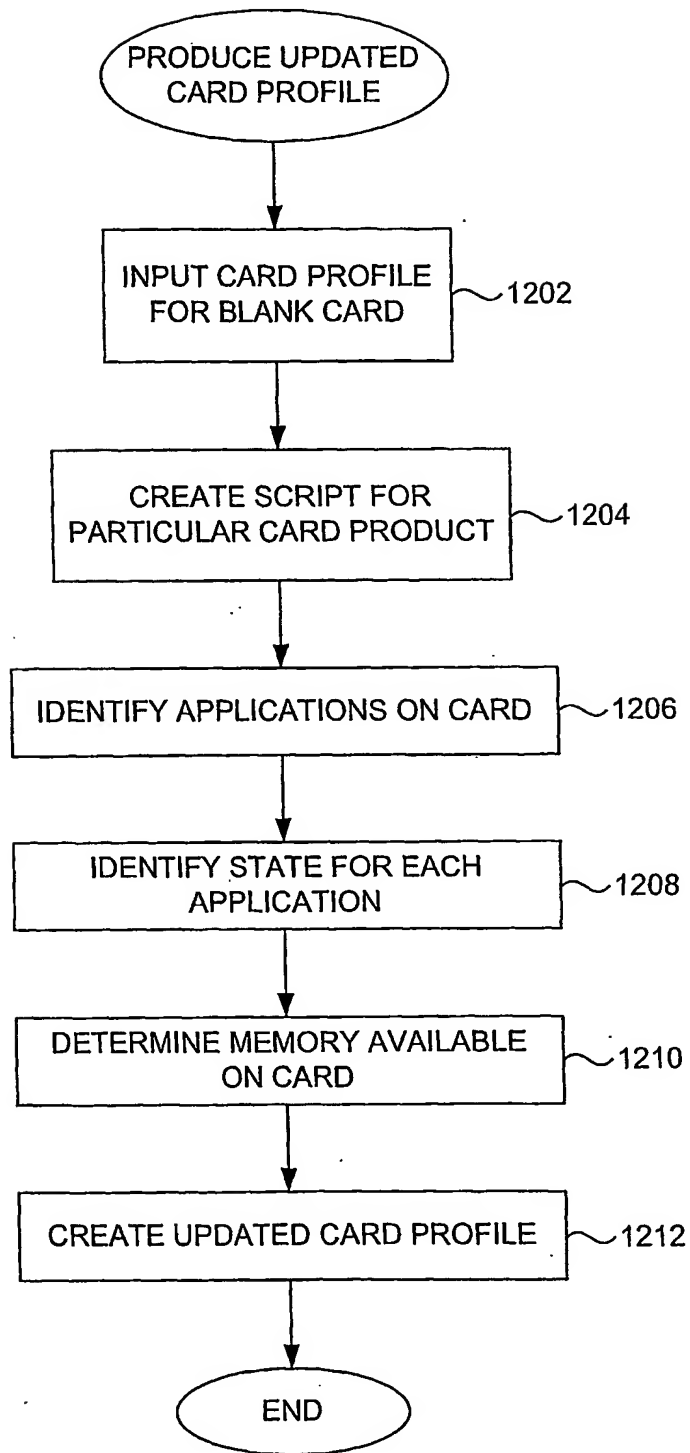 PRODUCE UPDATED
CARD PROFILE
INPUT CARD PROFILE
FOR BLANK CARD
1202
CREATE SCRIPT FOR
PARTICULAR CARD PRODUCT
1204
IDENTIFY APPLICATIONS ON CARD
1206
IDENTIFY STATE FOR EACH
APPLICATION
1208
DETERMINE MEMORY AVAILABLE
ON CARD
1210
CREATE UPDATED CARD PROFILE
1212
END